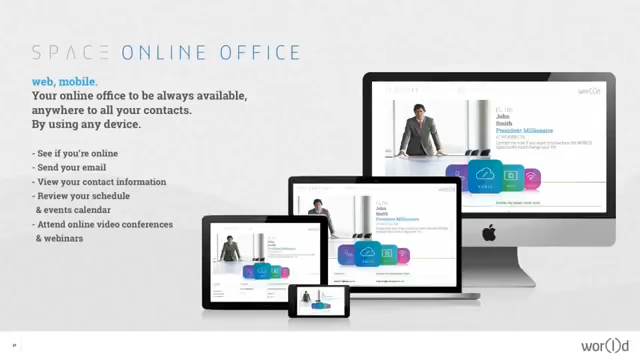 SPACE ONLINE OFFICE
web, mobile.
Your online office to be always available,
anywhere to all your contacts.
By using any device.
- See if you're online
- Send your email
- View your contact information
- Review your schedule
& events calendar
- Attend online video conferences
& webinars
wor(l)d
John
Smith
President Millionaire
John
Smith
President Millionaire
wor(l)d